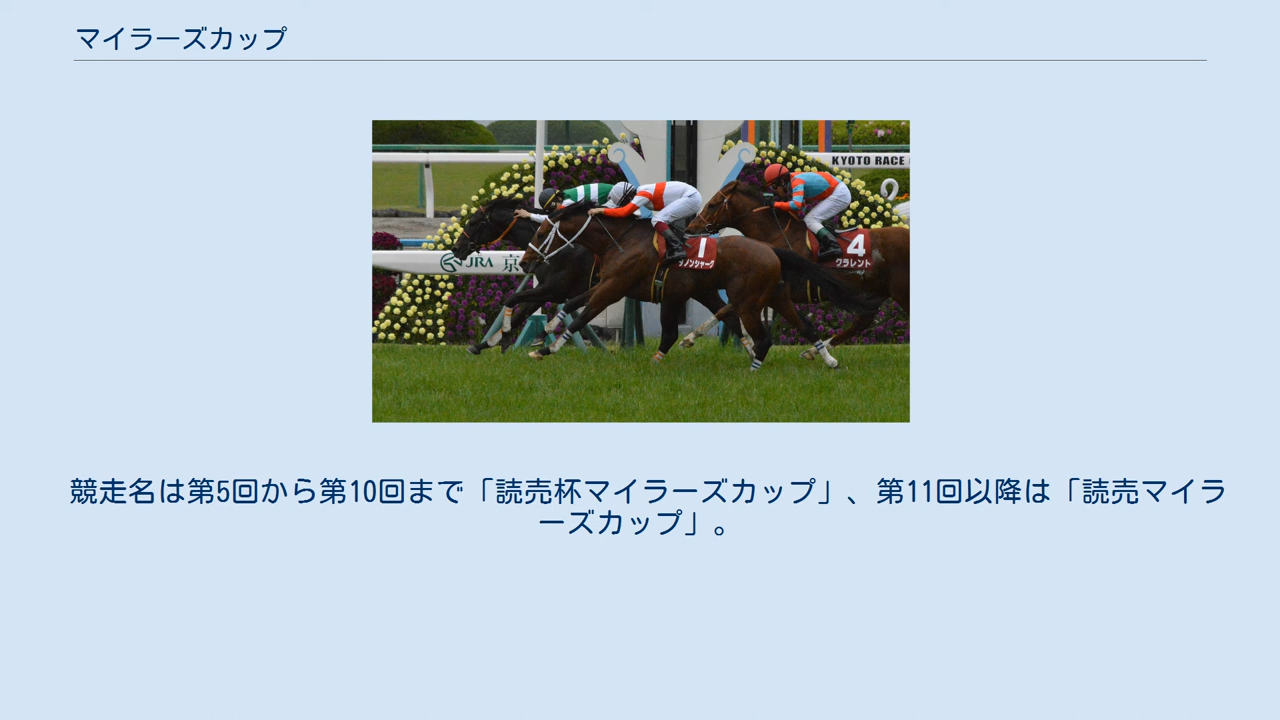 マイラーズカップ
KYOTO RACE
JRA 京
1
4
クラレント
競走名は第5回から第10回まで「読売杯マイラーズカップ」、第11回以降は「読売マイラ
ーズカップ」。